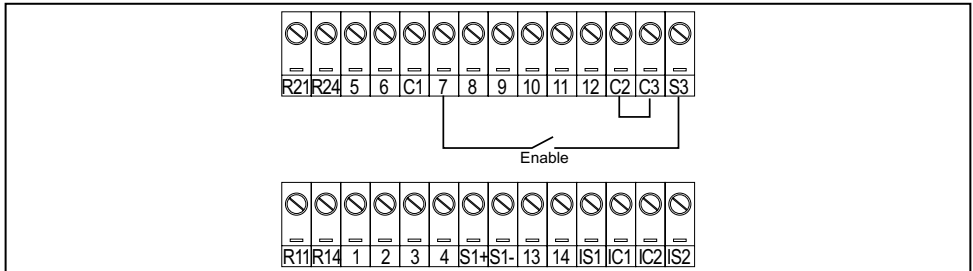 R21 R24 5 6 C1 7 8 9 10 11 12 C2 C3 S3
Enable
R11 R14 1 2 3 4 S1+ S1- 13 14 IS1 IC1 IC2 IS2